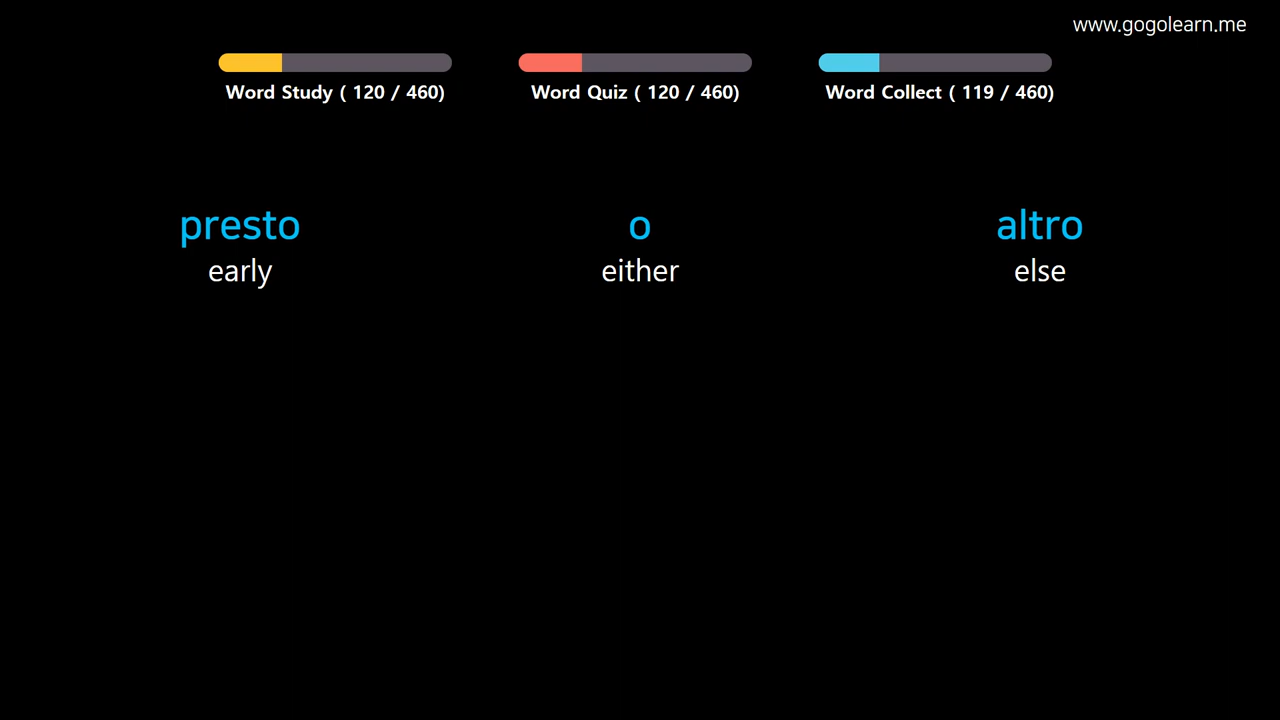 www.gogolearn.me
Word Study ( 120 / 460)
Word Quiz ( 120 / 460)
Word Collect ( 119 / 460)
presto
early
o
either
altro
else